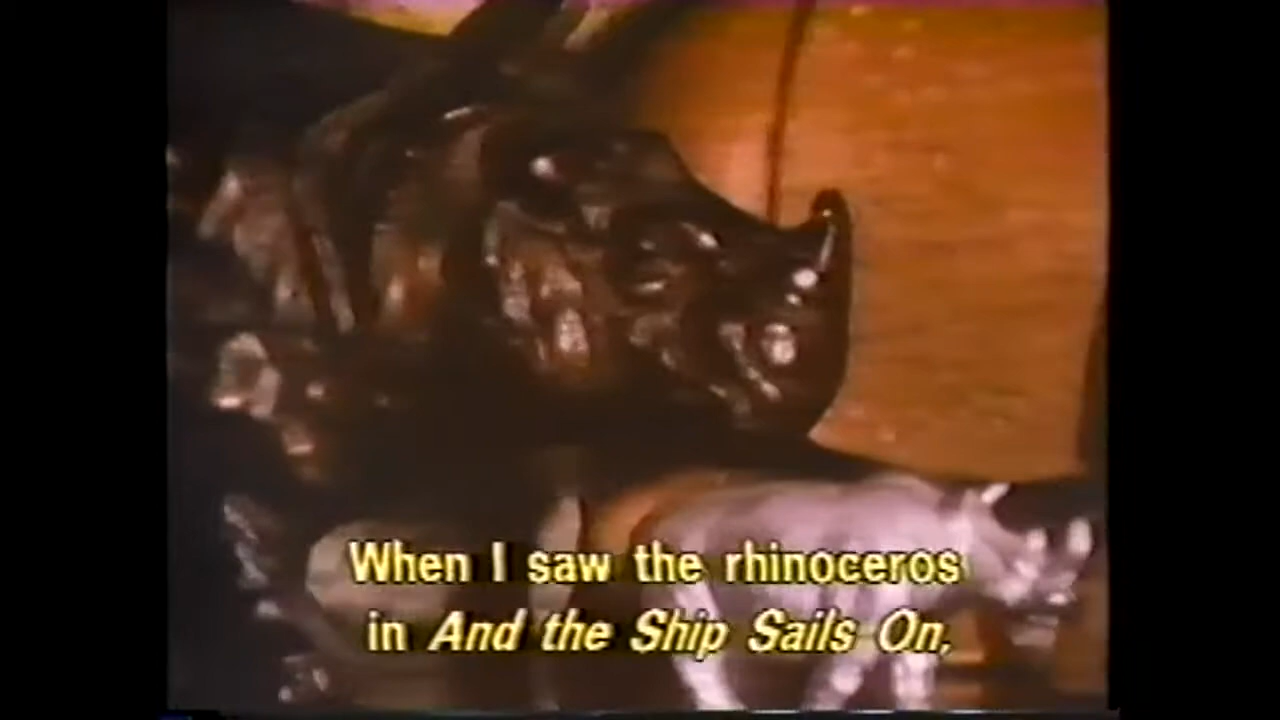 When I saw the rhinoceros
in And the Ship Sails On,